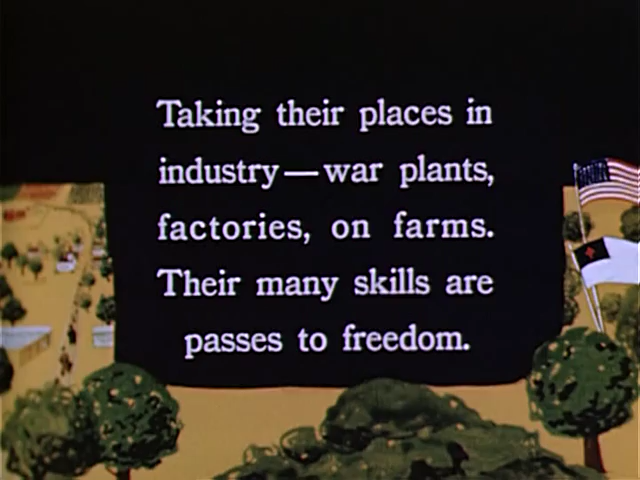 Taking their places in
industry—war plants,
factories, on farms.
Their many skills are
passes to freedom.